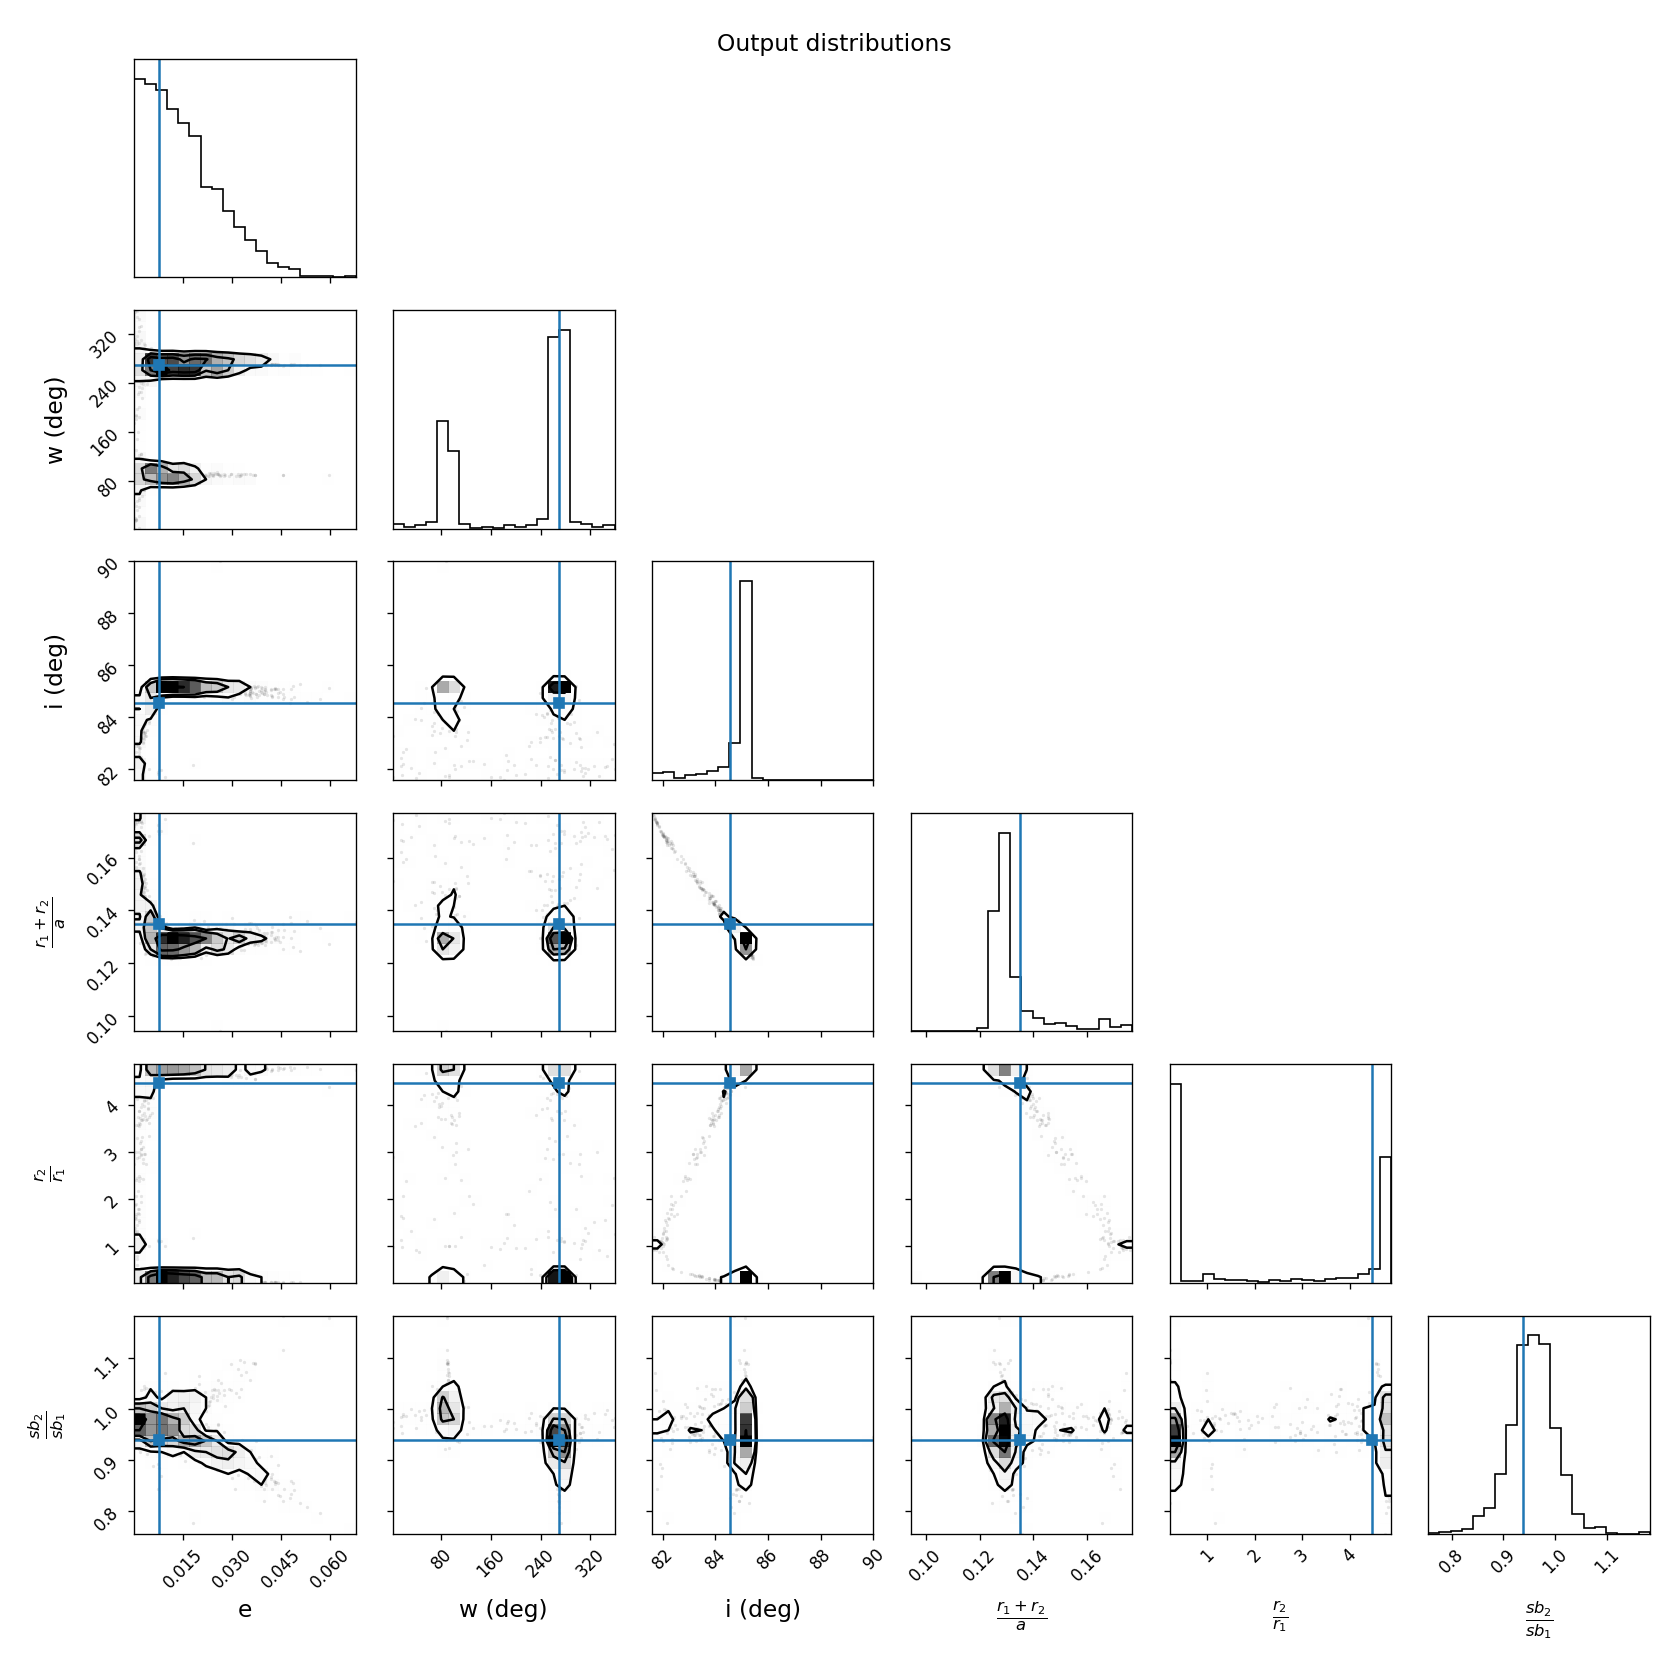 Output distributions
w (deg)
320
240
160
80
i (deg)
90
88
86
84
82
r₁ + r₂
a
0.16
0.14
0.12
0.10
r₂
r₁
4
3
2
1
sb₂
sb₁
1.1
1.0
0.9
0.8
0.015 0.030 0.045 0.060 80 160 240 320 82 84 86 88 90 0.10 0.12 0.14 0.16 1 2 3 4 0.8 0.9 1.0 1.1
e w (deg) i (deg) r₁ + r₂ r₂ sb₂
a r₁ sb₁